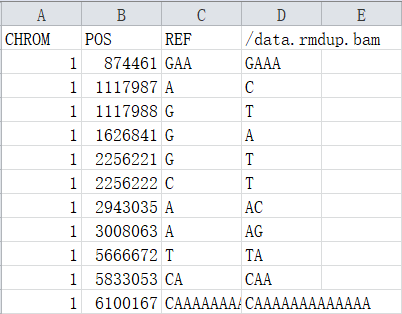 A B C D E
CHROM POS REF /data.rmdup.bam
1 874461 GAA GAAA
1 1117987 A C
1 1117988 G T
1 1626841 G A
1 2256221 G T
1 2256222 C T
1 2943035 A AC
1 3008063 A AG
1 5666672 T TA
1 5833053 CA CAA
1 6100167 CAAAAAAA CAAAAAAAAAAAAA